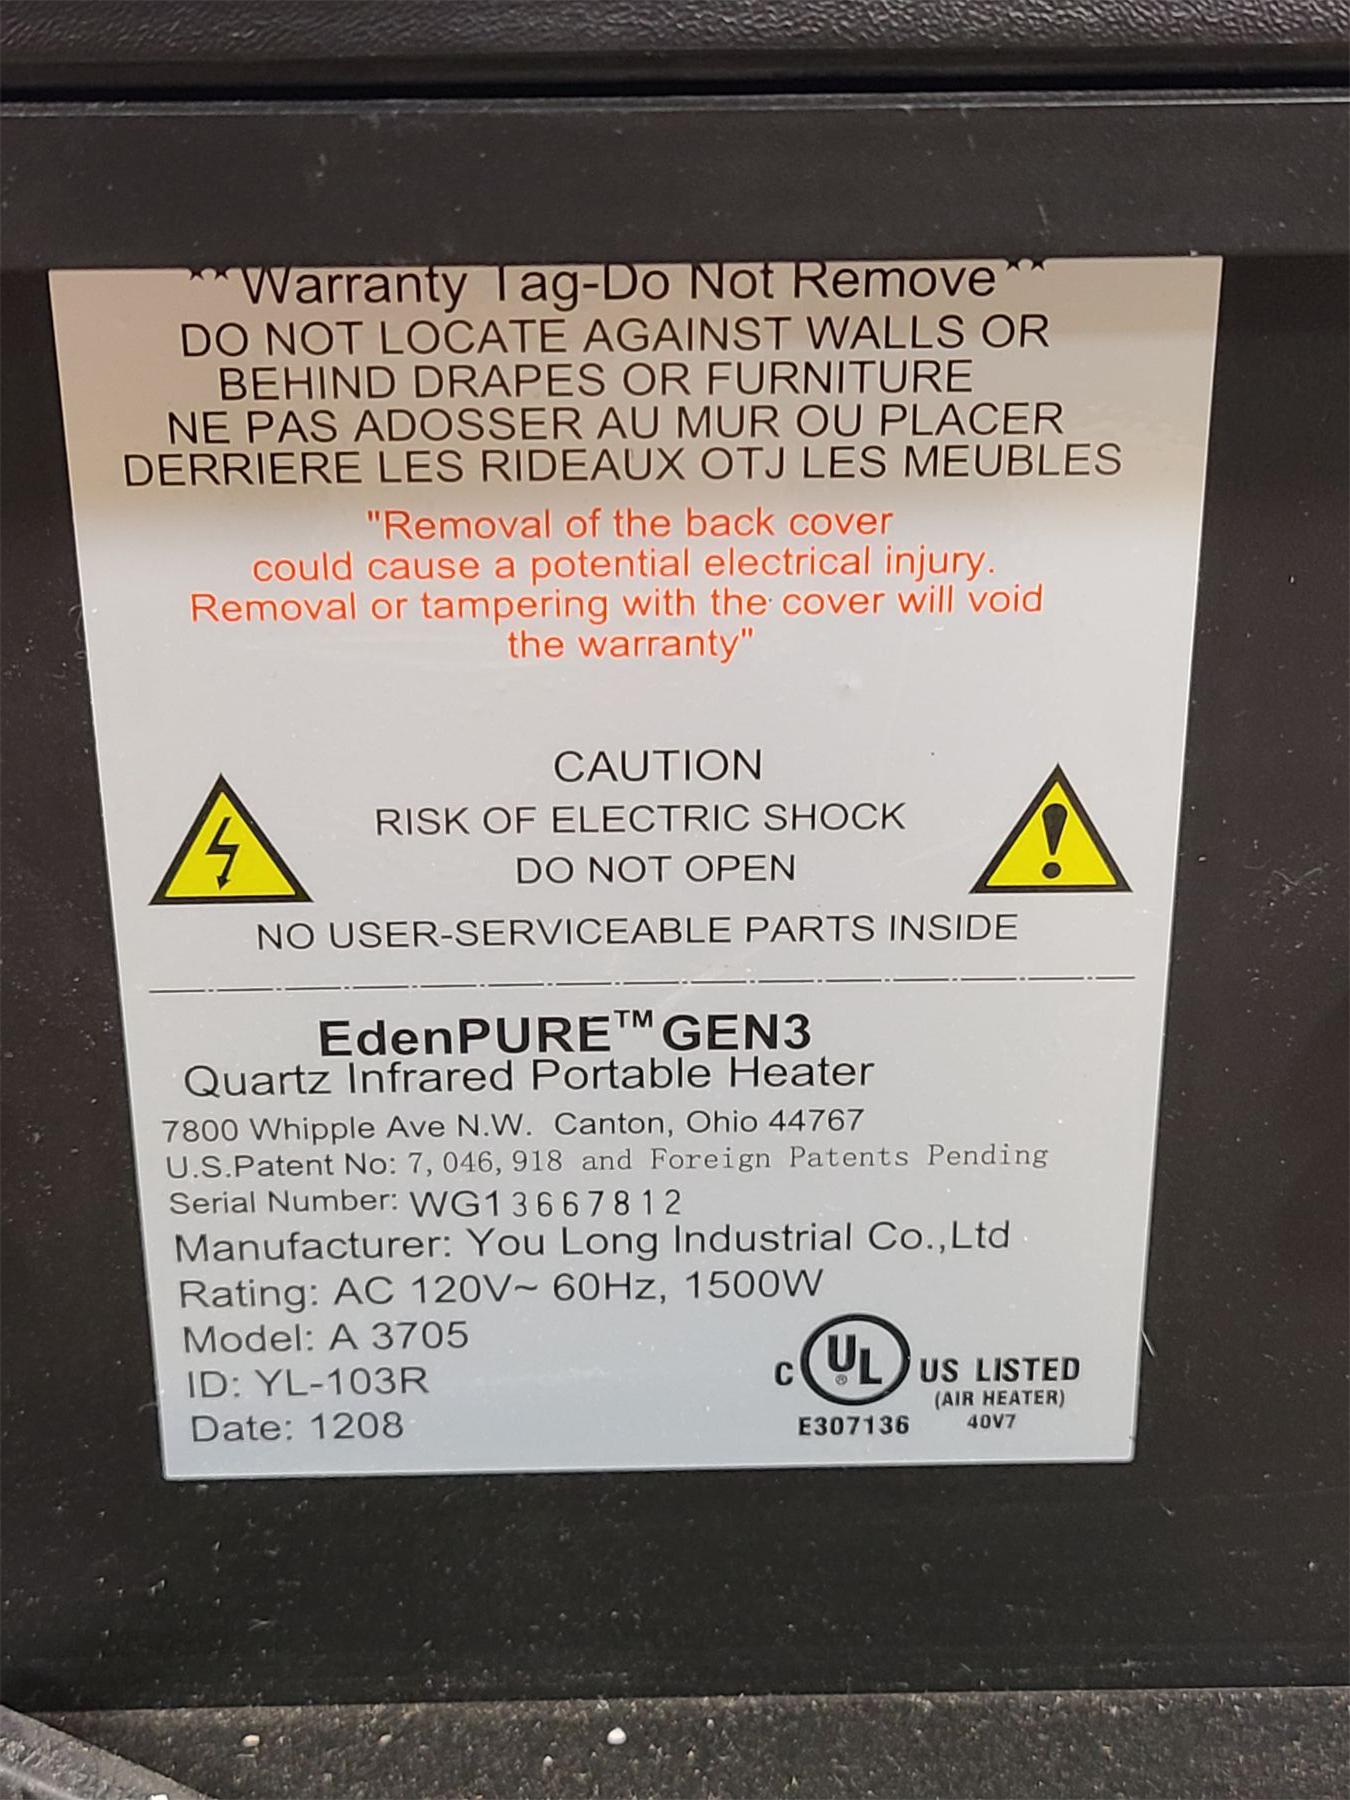 **Warranty Tag-Do Not Remove**
DO NOT LOCATE AGAINST WALLS OR
BEHIND DRAPES OR FURNITURE
NE PAS ADOSSER AU MUR OU PLACER
DERRIERE LES RIDEAUX OTJ LES MEUBLES
"Removal of the back cover
could cause a potential electrical injury.
Removal or tampering with the cover will void
the warranty"
CAUTION
RISK OF ELECTRIC SHOCK
DO NOT OPEN
NO USER-SERVICEABLE PARTS INSIDE
EdenPURE™ GEN3
Quartz Infrared Portable Heater
7800 Whipple Ave N.W. Canton, Ohio 44767
U.S.Patent No: 7,046,918 and Foreign Patents Pending
Serial Number: WG13667812
Manufacturer: You Long Industrial Co.,Ltd
Rating: AC 120V~ 60Hz, 1500W
Model: A 3705
ID: YL-103R
Date: 1208
C UL® US LISTED
(AIR HEATER)
E307136 40V7